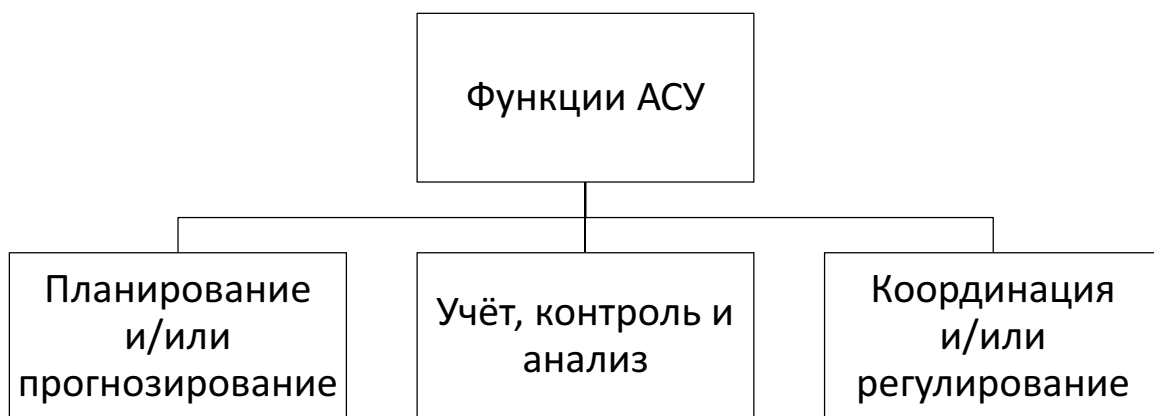 Функции АСУ
Планирование
и/или
прогнозирование
Учёт, контроль и
анализ
Координация
и/или
регулирование